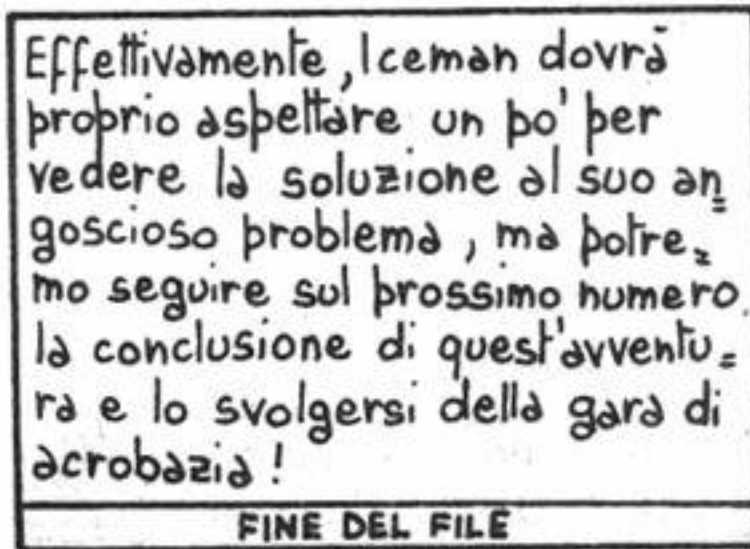 Effettivamente, Iceman dovrà
proprio aspettare un po' per
vedere la soluzione al suo an=
goscioso problema, ma potre=
mo seguire sul prossimo numero
la conclusione di quest'avventu=
ra e lo svolgersi della gara di
acrobazia!
FINE DEL FILE